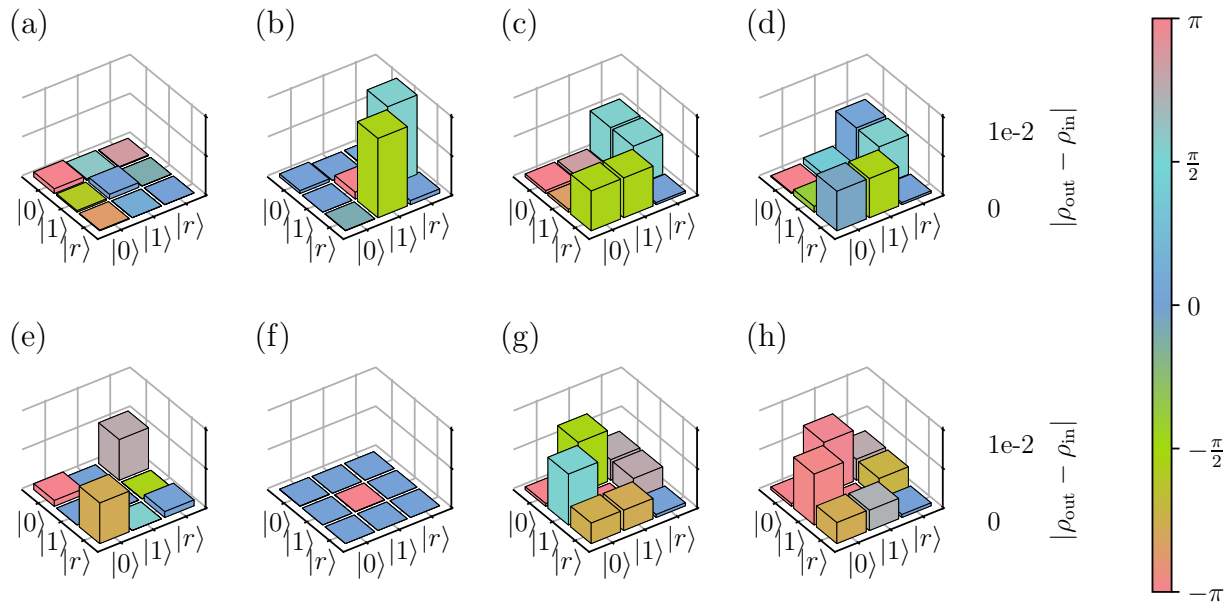 (a) (b) (c) (d)
|0⟩ |1⟩ |r⟩ |0⟩ |1⟩ |r⟩
|0⟩ |1⟩ |r⟩ |0⟩ |1⟩ |r⟩
|0⟩ |1⟩ |r⟩ |0⟩ |1⟩ |r⟩
|0⟩ |1⟩ |r⟩ |0⟩ |1⟩ |r⟩
1e-2
0
|ρout − ρin|
(e) (f) (g) (h)
|0⟩ |1⟩ |r⟩ |0⟩ |1⟩ |r⟩
|0⟩ |1⟩ |r⟩ |0⟩ |1⟩ |r⟩
|0⟩ |1⟩ |r⟩ |0⟩ |1⟩ |r⟩
|0⟩ |1⟩ |r⟩ |0⟩ |1⟩ |r⟩
1e-2
0
|ρout − ρin|
π
π/2
0
−π/2
−π